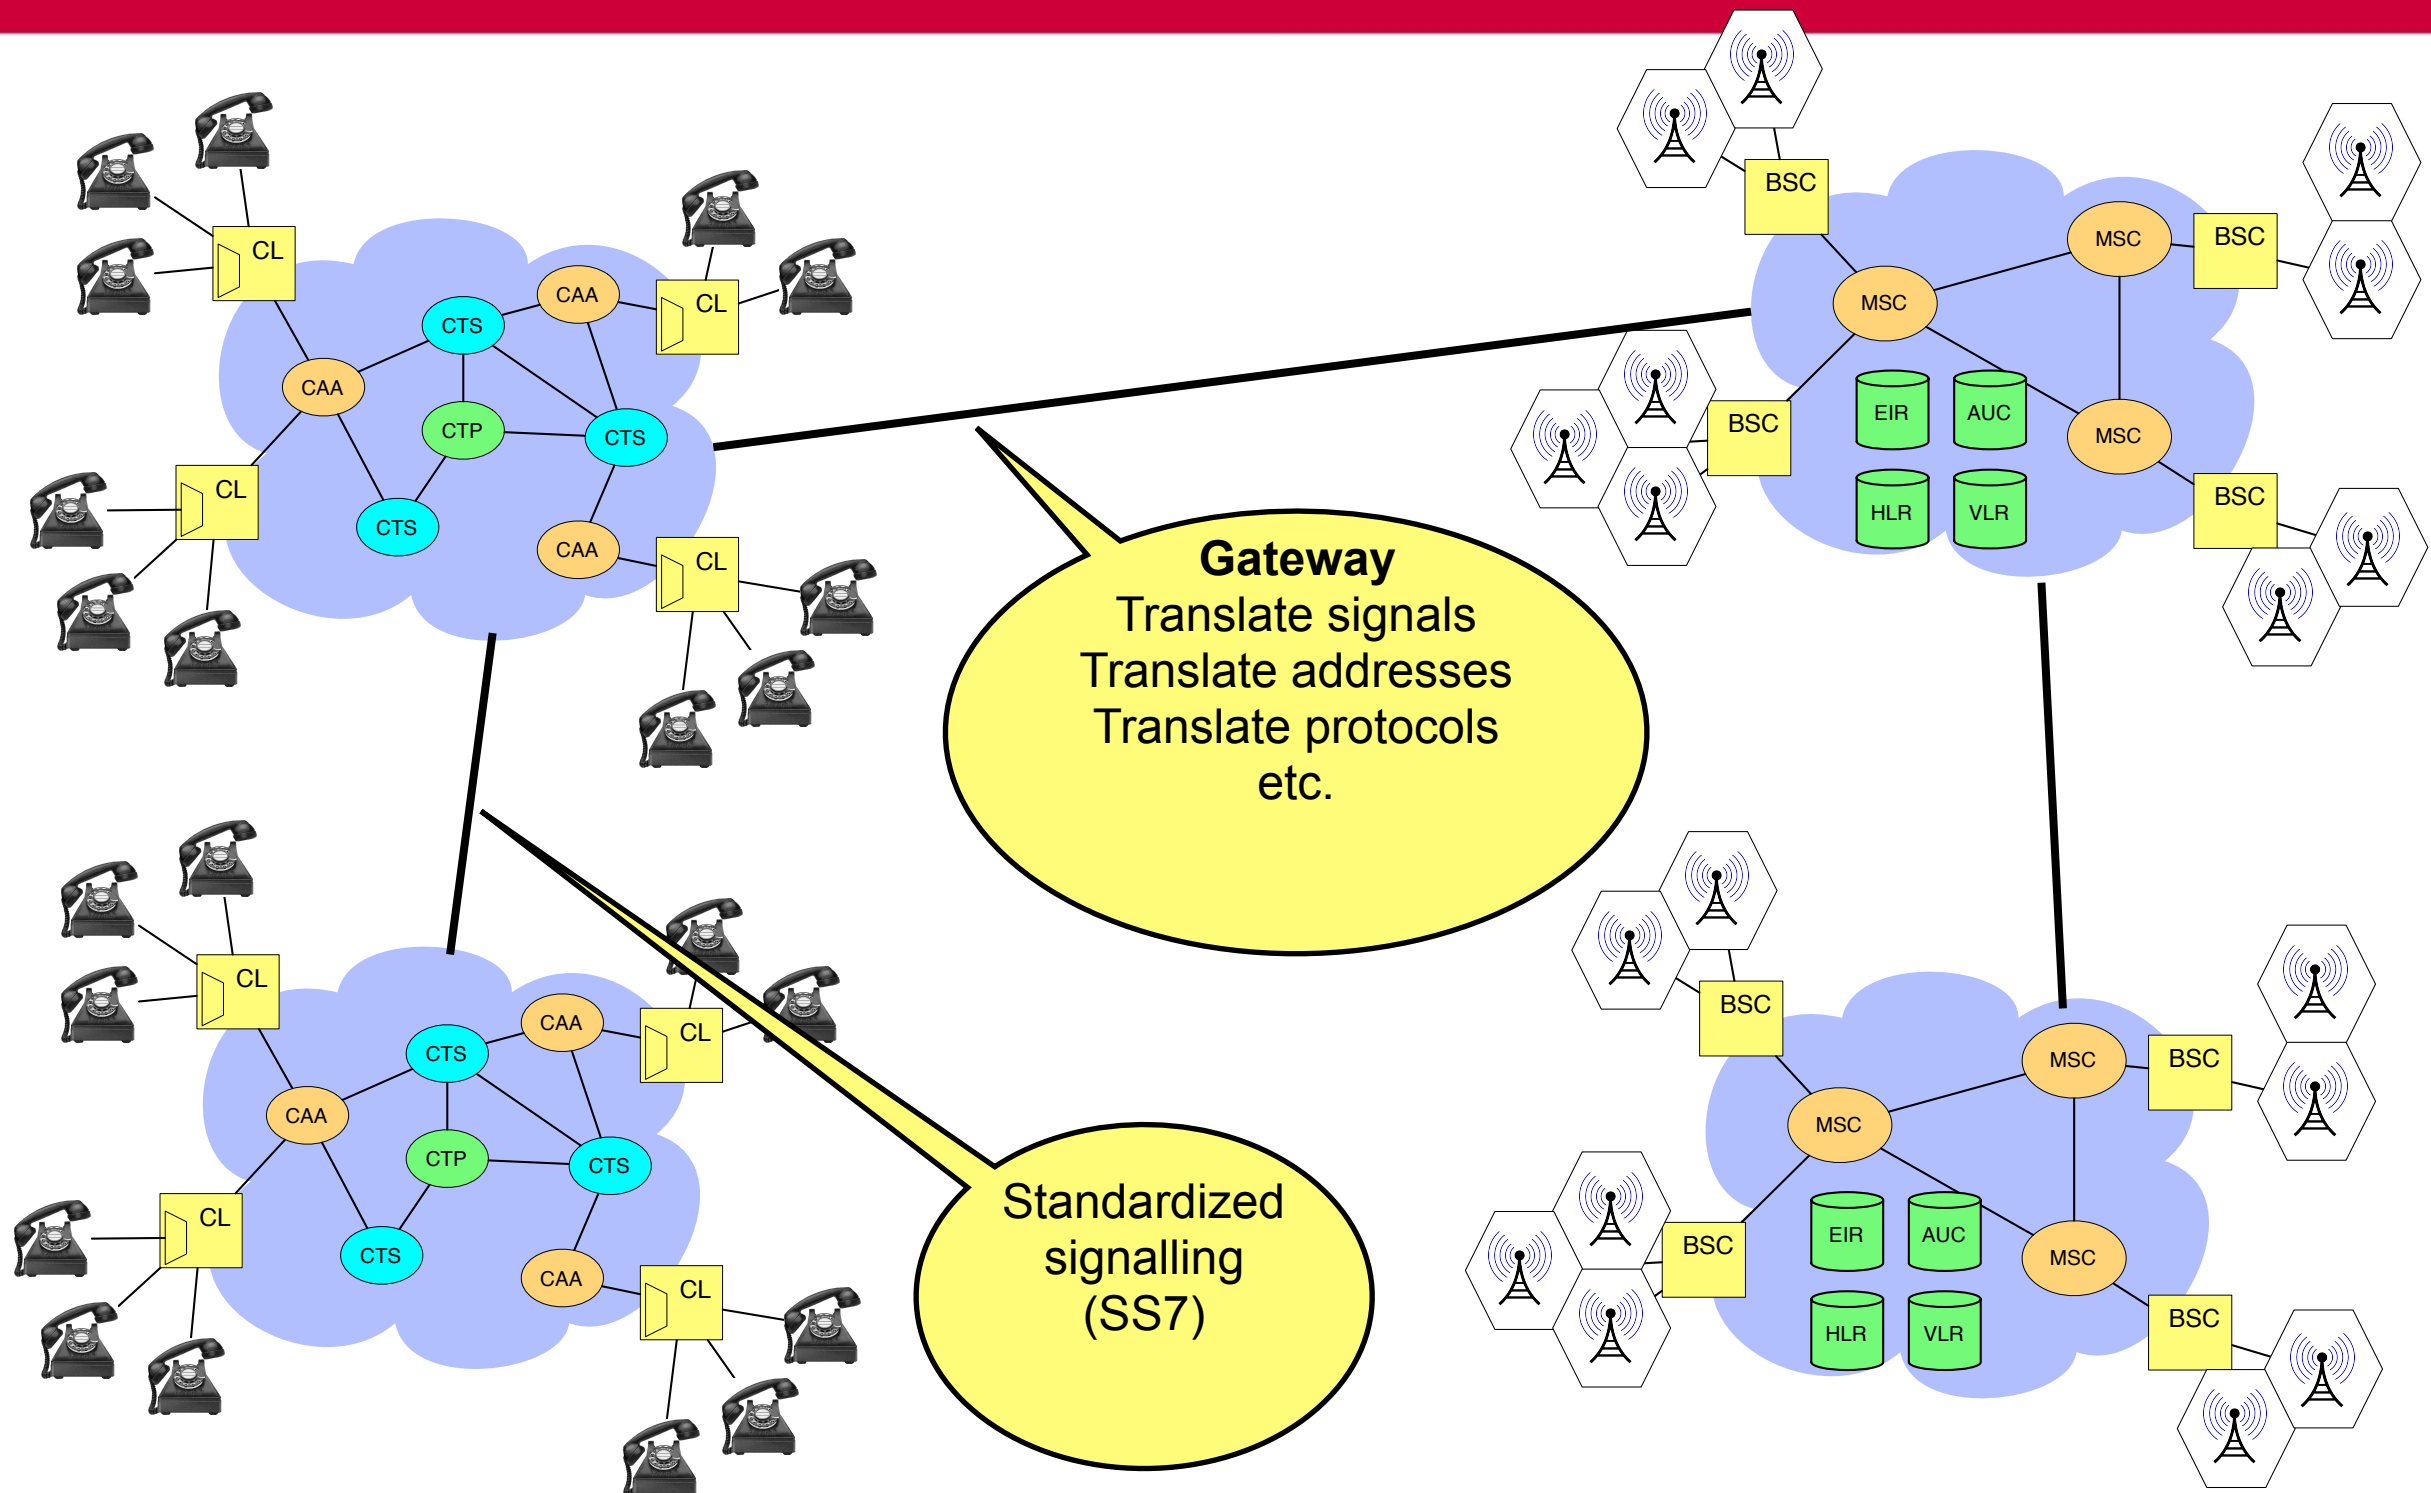 BSC
BSC
MSC
CL
CL
CAA
MSC
CTS
CAA
EIR
AUC
CTP
CTS
BSC
MSC
CL
HLR
VLR
BSC
CTS
CAA
CL
Gateway
Translate signals
Translate addresses
Translate protocols
etc.
CL
CAA
CL
CTS
CAA
CTP
CTS
CL
CTS
CAA
CL
Standardized
signalling
(SS7)
BSC
MSC
BSC
MSC
BSC
EIR
AUC
MSC
HLR
VLR
BSC